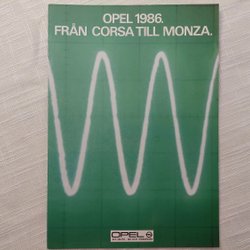 OPEL 1986.
FRÅN CORSA TILL MONZA.
OPEL